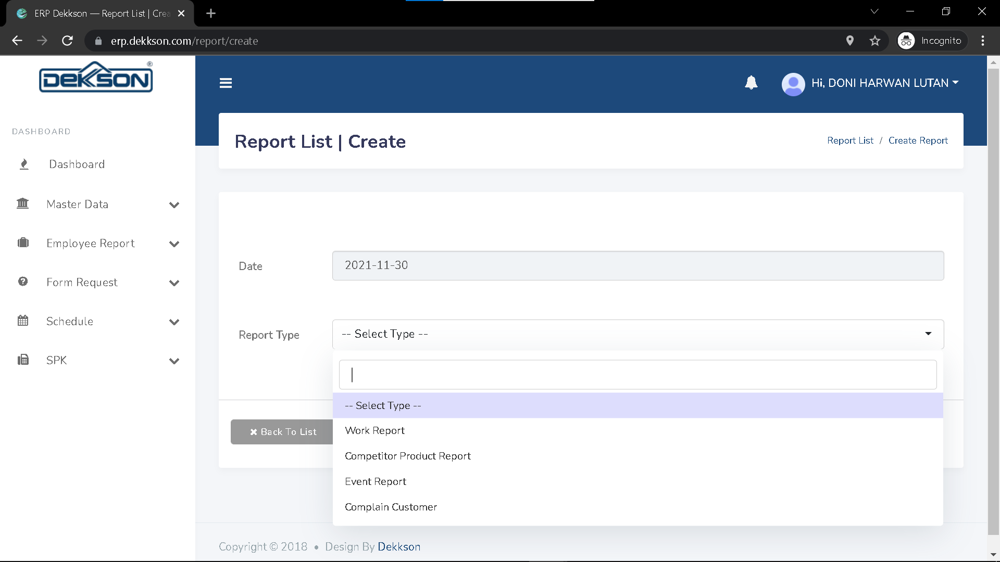 ERP Dekkson — Report List | Crea
erp.dekkson.com/report/create
Incognito
DEKSON ®
Hi, DONI HARWAN LUTAN
Report List | Create
Report List / Create Report
DASHBOARD
Dashboard
Master Data
Employee Report
Form Request
Schedule
SPK
Date
2021-11-30
Report Type
-- Select Type --
-- Select Type --
Work Report
Competitor Product Report
Event Report
Complain Customer
Back To List
Copyright © 2018 • Design By Dekkson